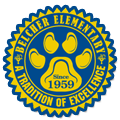 BELCHER ELEMENTARY
Since
1959
TRADITION OF EXCELLENCE